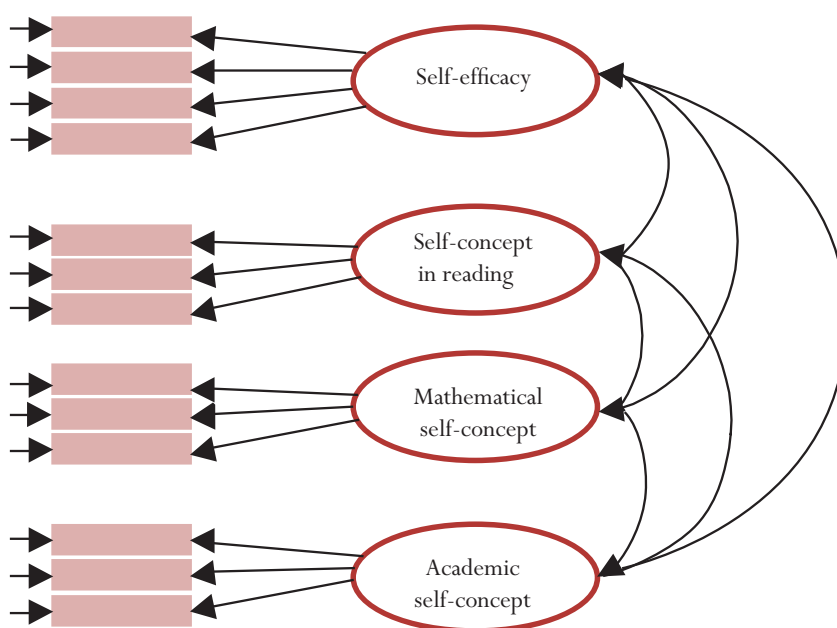 Self-efficacy
Self-concept
in reading
Mathematical
self-concept
Academic
self-concept